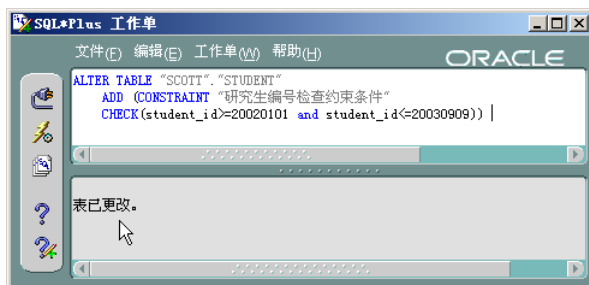 SQL*Plus 工作单
文件(F) 编辑(E) 工作单(W) 帮助(H)
ORACLE
ALTER TABLE "SCOTT"."STUDENT"
ADD (CONSTRAINT "研究生编号检查约束条件"
CHECK(student_id>=20020101 and student_id<=20030909))
表已更改。